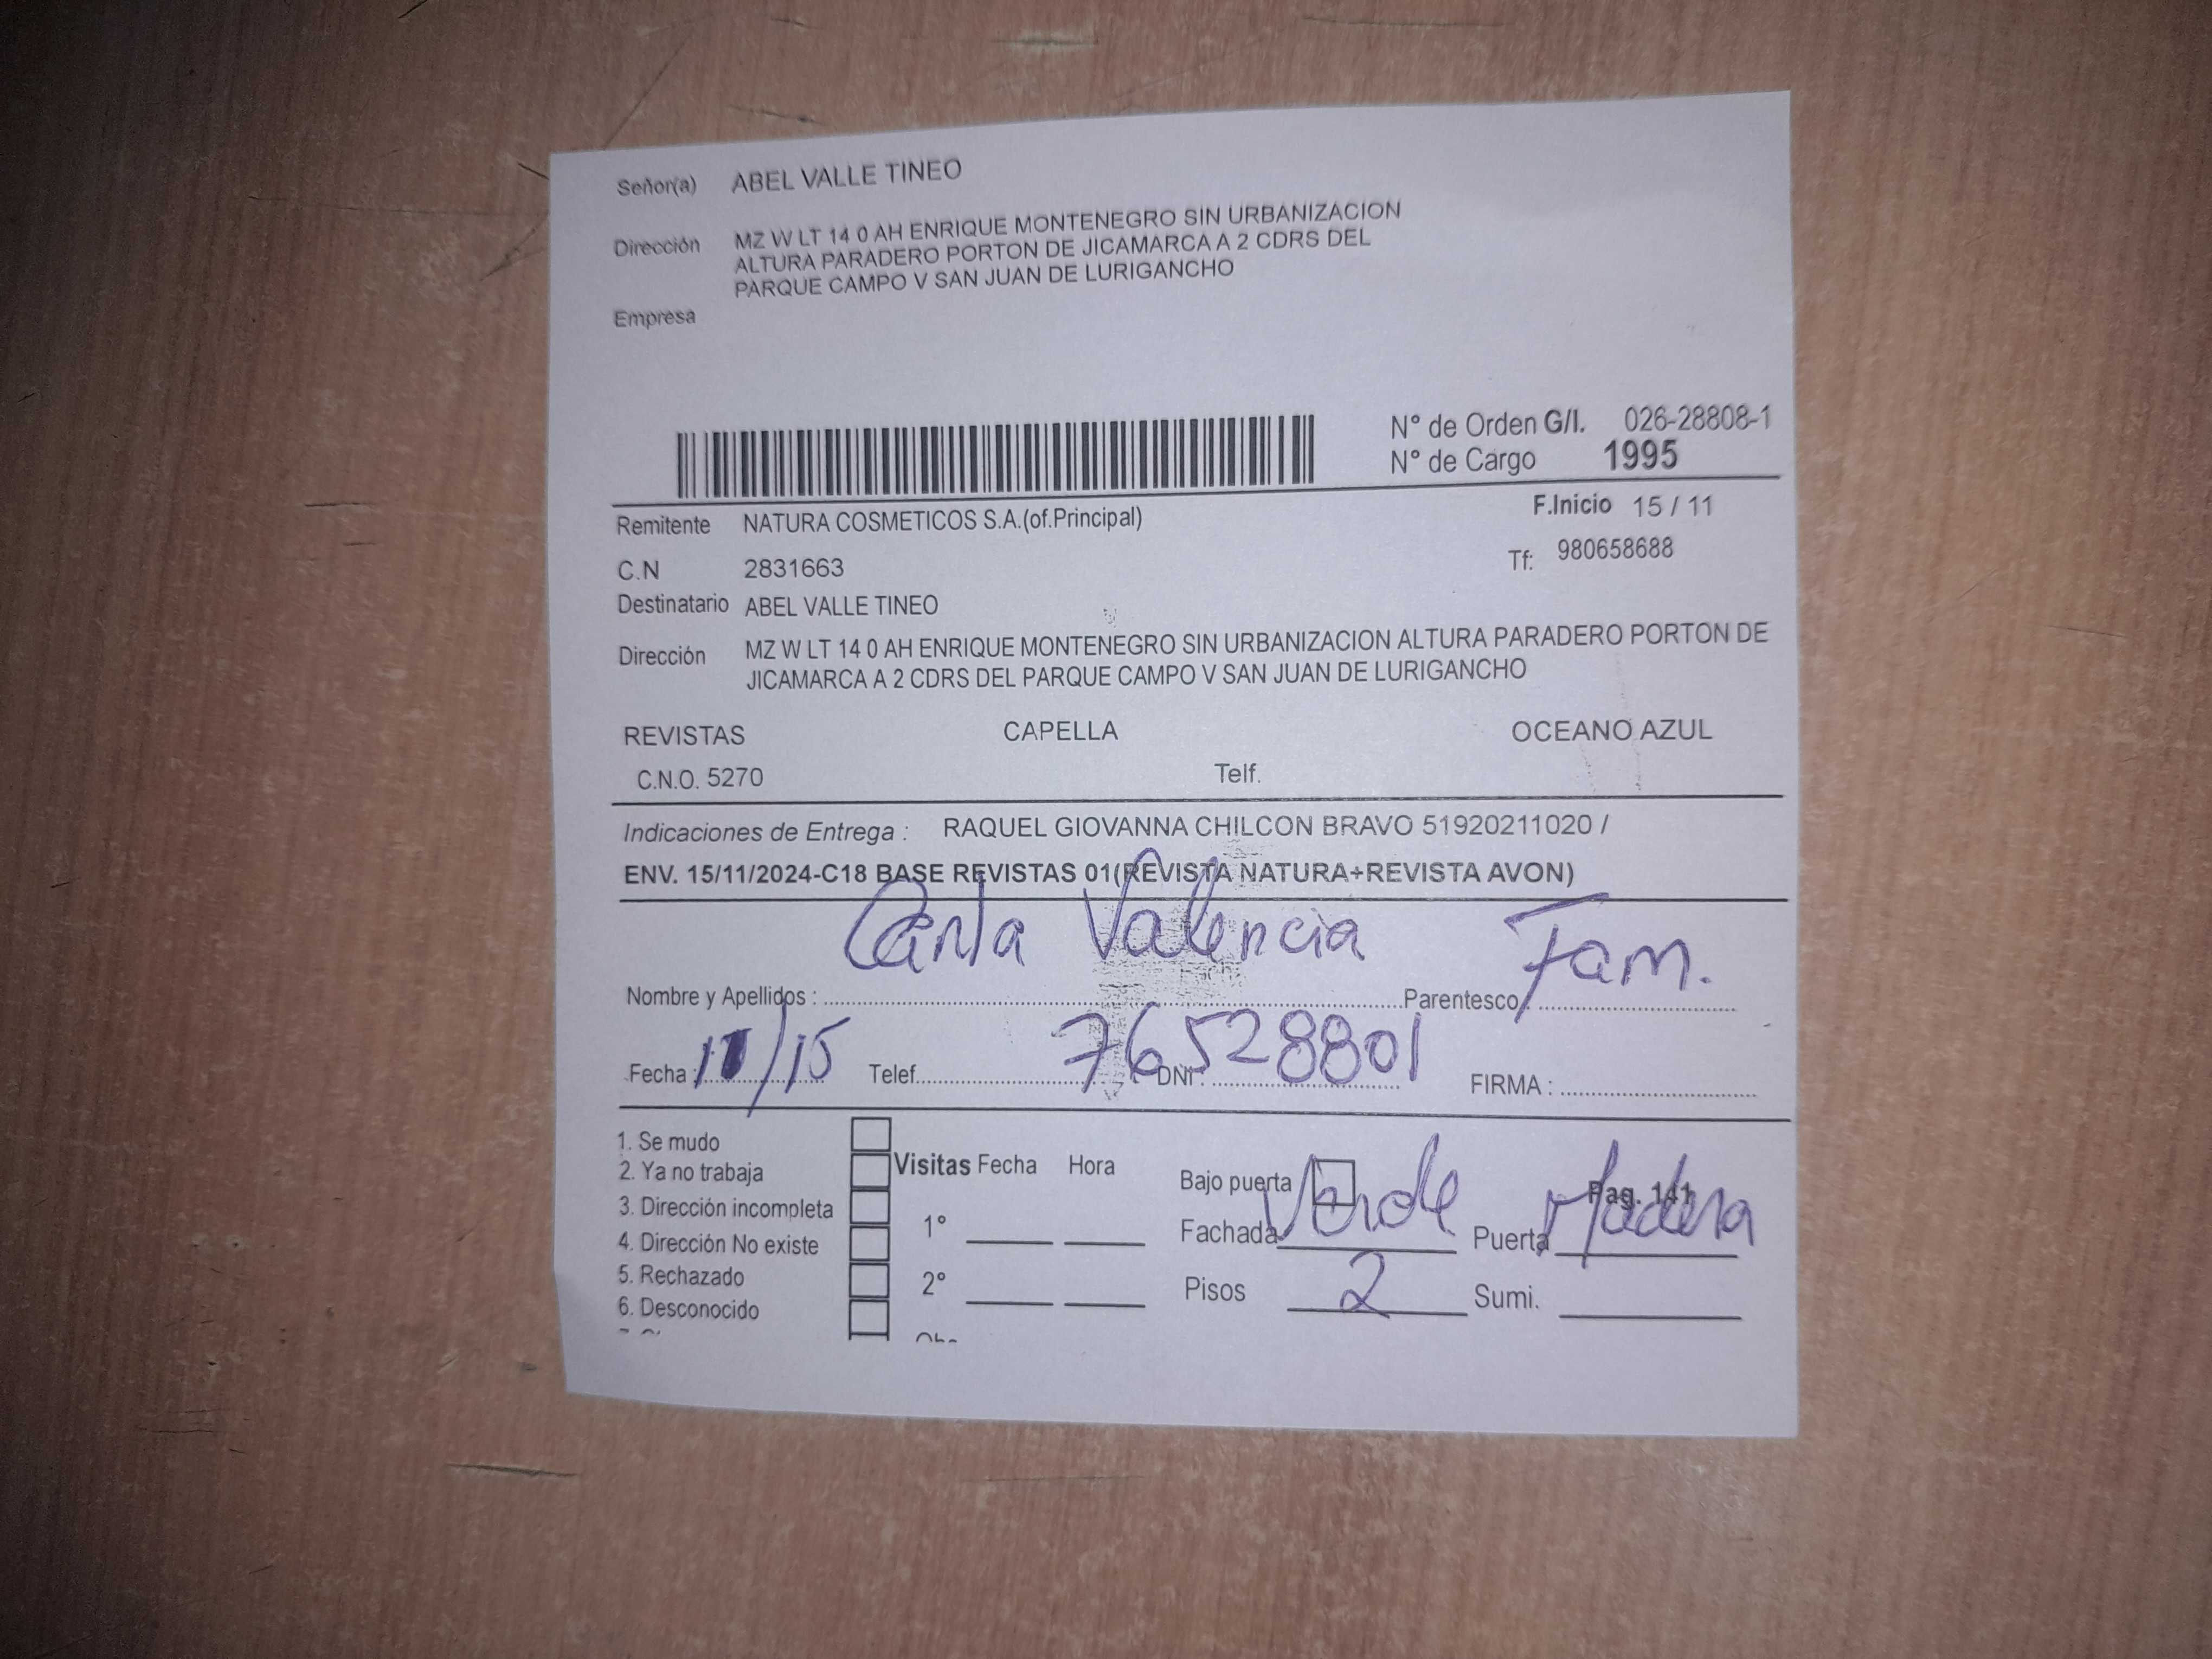 Señor(a) ABEL VALLE TINEO
Dirección MZ W LT 14 0 AH ENRIQUE MONTENEGRO SIN URBANIZACION
ALTURA PARADERO PORTON DE JICAMARCA A 2 CDRS DEL
PARQUE CAMPO V SAN JUAN DE LURIGANCHO
Empresa
N° de Orden G/I. 026-28808-1
N° de Cargo 1995
F.Inicio 15 / 11
Remitente NATURA COSMETICOS S.A.(of.Principal)
Tf: 980658688
C.N 2831663
Destinatario ABEL VALLE TINEO
Dirección MZ W LT 14 0 AH ENRIQUE MONTENEGRO SIN URBANIZACION ALTURA PARADERO PORTON DE
JICAMARCA A 2 CDRS DEL PARQUE CAMPO V SAN JUAN DE LURIGANCHO
REVISTAS CAPELLA OCEANO AZUL
C.N.O. 5270 Telf.
Indicaciones de Entrega : RAQUEL GIOVANNA CHILCON BRAVO 51920211020 /
ENV. 15/11/2024-C18 BASE REVISTAS 01(REVISTA NATURA+REVISTA AVON)
Carla Valencia Fam.
Nombre y Apellidos : Parentesco
Fecha : /15 Telef. DNI : 76528801 FIRMA :
1. Se mudo
2. Ya no trabaja
3. Dirección incompleta
4. Dirección No existe
5. Rechazado
6. Desconocido
Visitas Fecha Hora
1°
2°
Bajo puerta Pag. 141
Fachada Verde Puerta Madera
Pisos 2 Sumi.